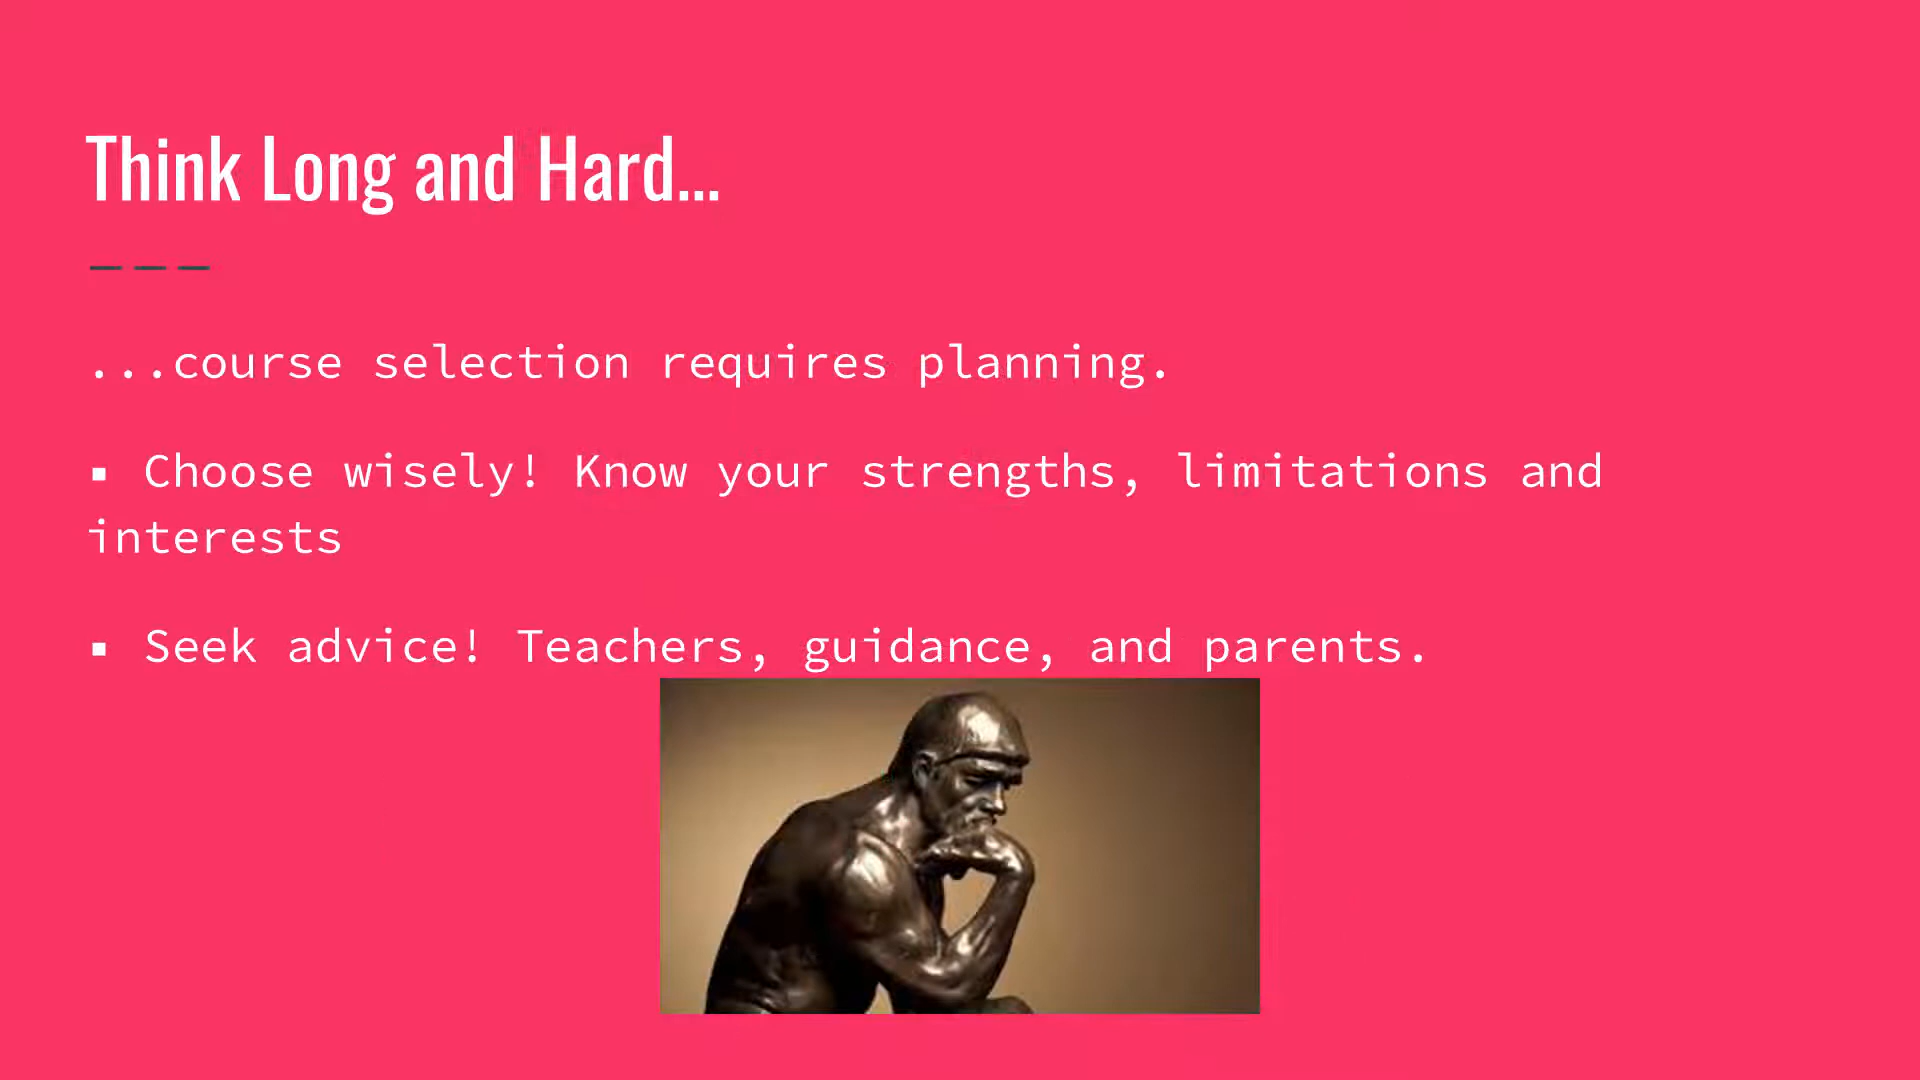 Think Long and Hard...
...course selection requires planning.
▪ Choose wisely! Know your strengths, limitations and
interests
▪ Seek advice! Teachers, guidance, and parents.